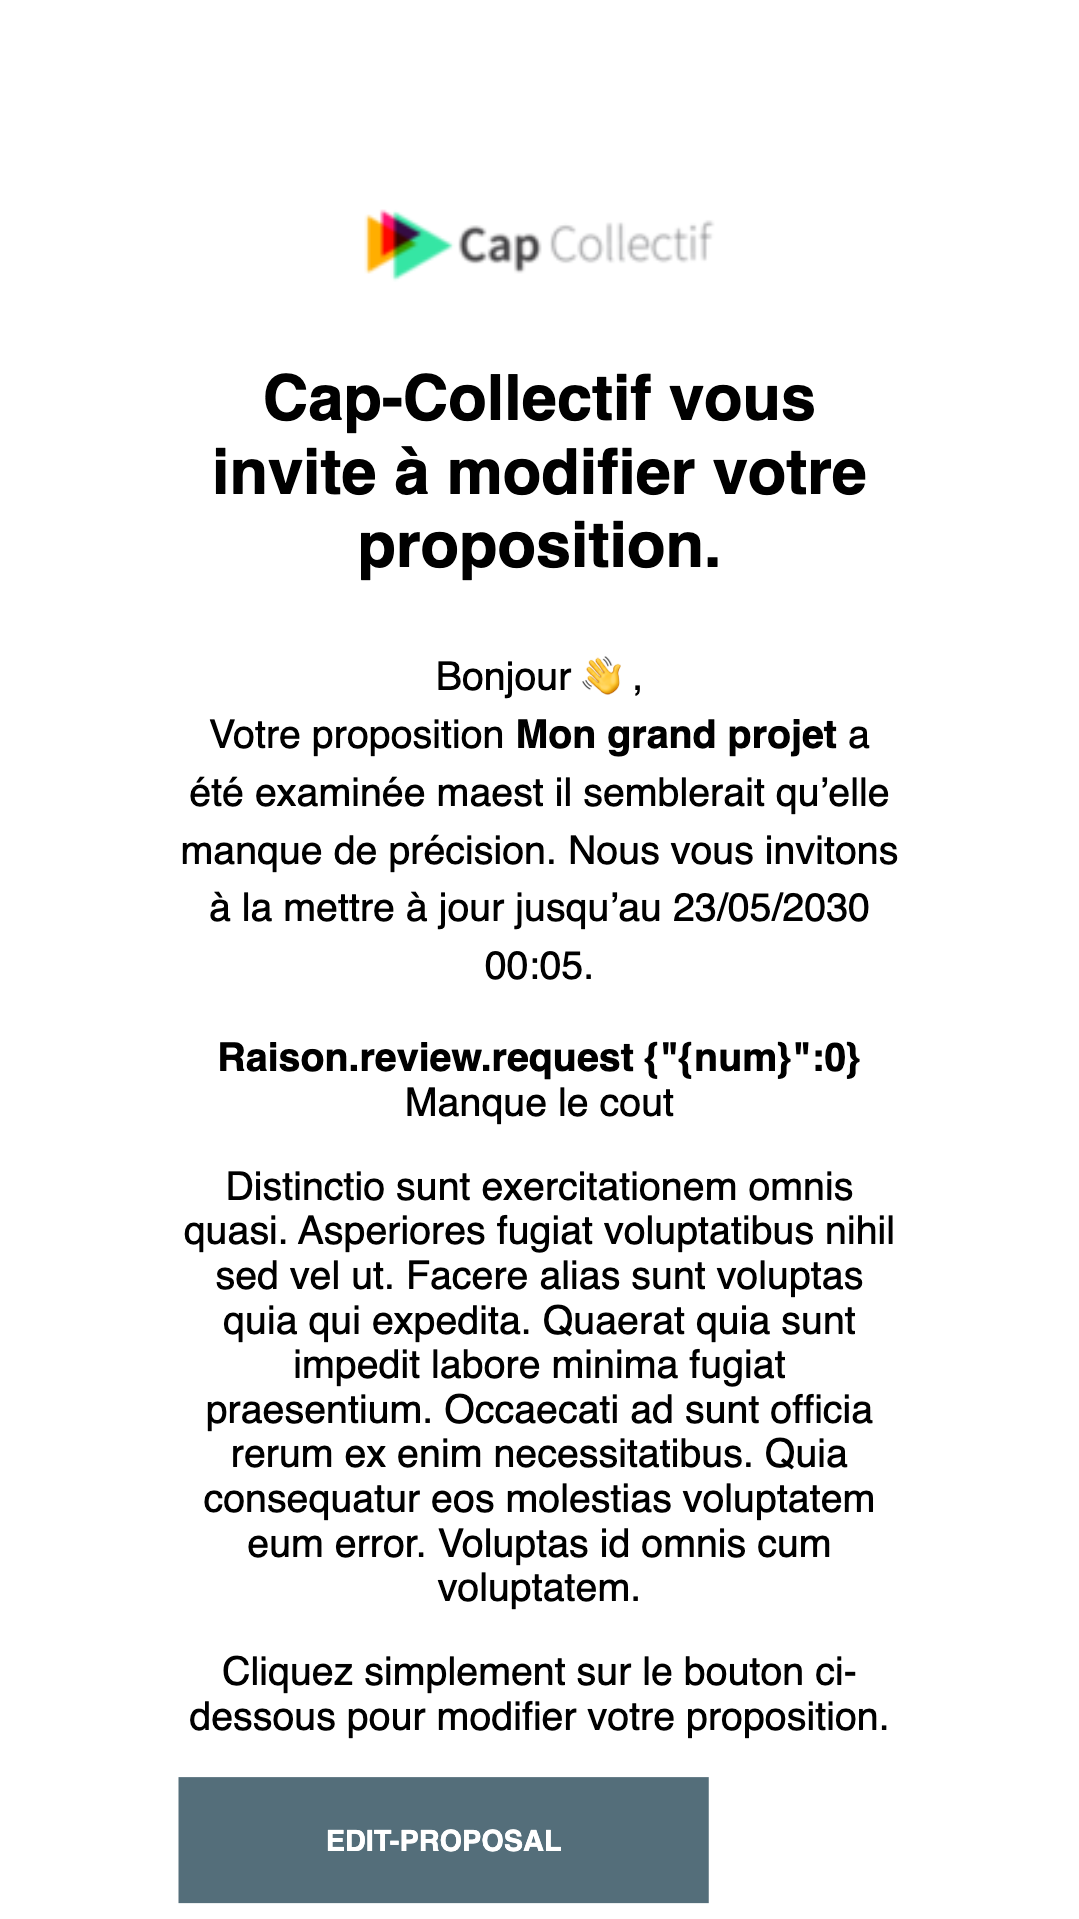 Cap Collectif
Cap-Collectif vous
invite à modifier votre
proposition.
Bonjour 👋 ,
Votre proposition Mon grand projet a
été examinée maest il semblerait qu’elle
manque de précision. Nous vous invitons
à la mettre à jour jusqu’au 23/05/2030
00:05.
Raison.review.request {"{num}":0}
Manque le cout
Distinctio sunt exercitationem omnis
quasi. Asperiores fugiat voluptatibus nihil
sed vel ut. Facere alias sunt voluptas
quia qui expedita. Quaerat quia sunt
impedit labore minima fugiat
praesentium. Occaecati ad sunt officia
rerum ex enim necessitatibus. Quia
consequatur eos molestias voluptatem
eum error. Voluptas id omnis cum
voluptatem.
Cliquez simplement sur le bouton ci-
dessous pour modifier votre proposition.
EDIT-PROPOSAL